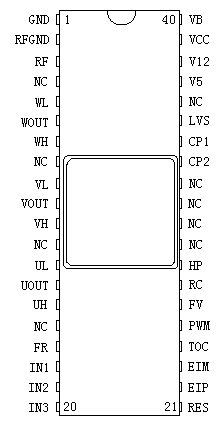 GND 1 40 VB
RFGND VCC
RF V12
NC V5
WL NC
WOUT LVS
WH CP1
NC CP2
VL NC
VOUT NC
VH NC
NC NC
UL HP
UOUT RC
UH FV
NC PWM
FR TOC
IN1 EIM
IN2 EIP
IN3 20 21 RES